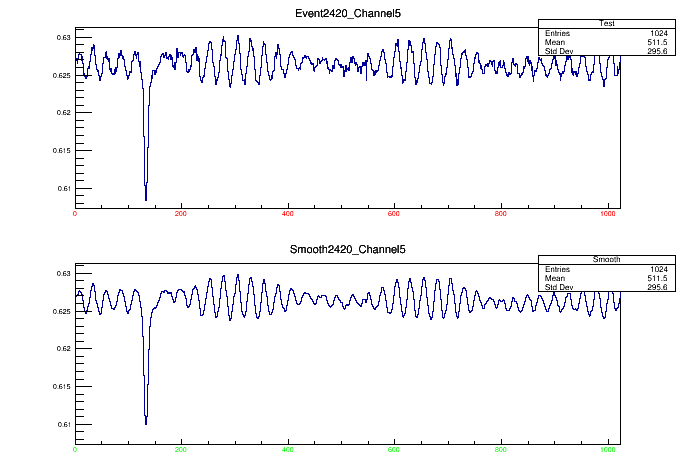 Event2420_Channel5
Test
Entries 1024
Mean 511.5
Std Dev 295.6
0.63
0.625
0.62
0.615
0.61
0 200 400 600 800 1000
Smooth2420_Channel5
Smooth
Entries 1024
Mean 511.5
Std Dev 295.6
0.63
0.625
0.62
0.615
0.61
0 200 400 600 800 1000